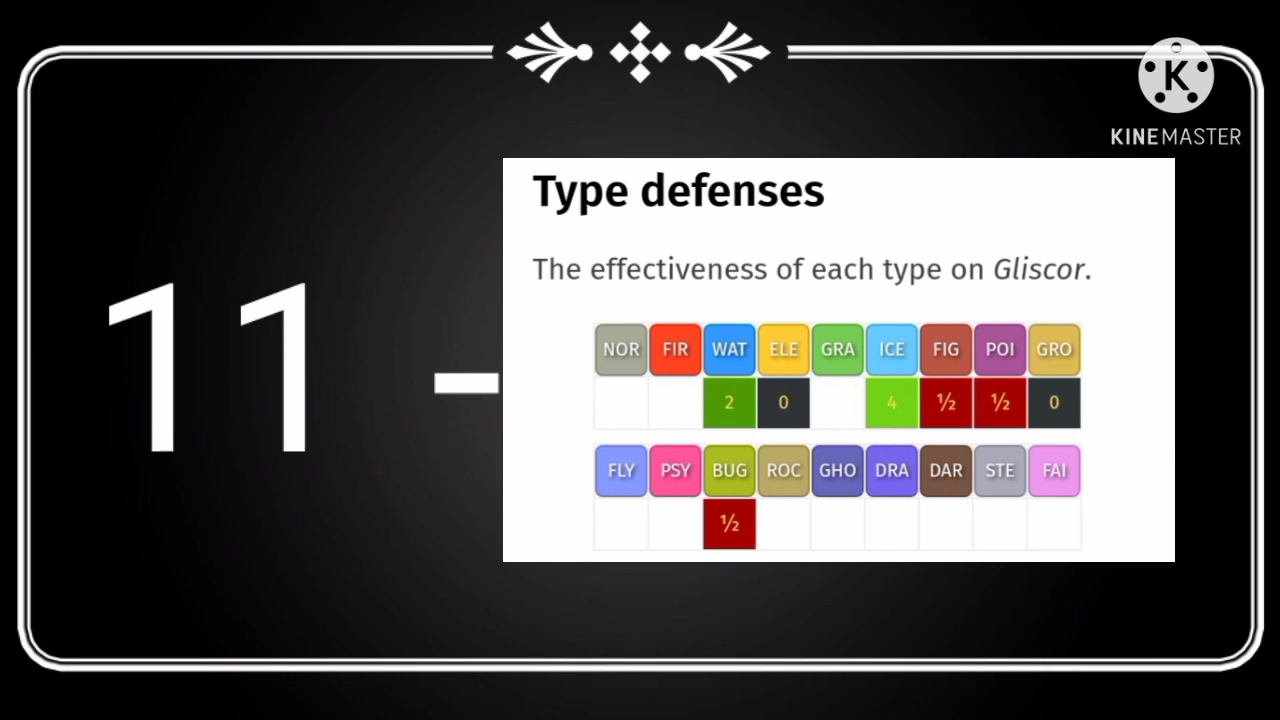 K
KINEMASTER
11 -
Type defenses
The effectiveness of each type on Gliscor.
NOR FIR WAT ELE GRA ICE FIG POI GRO
2 0 4 ½ ½ 0
FLY PSY BUG ROC GHO DRA DAR STE FAI
½